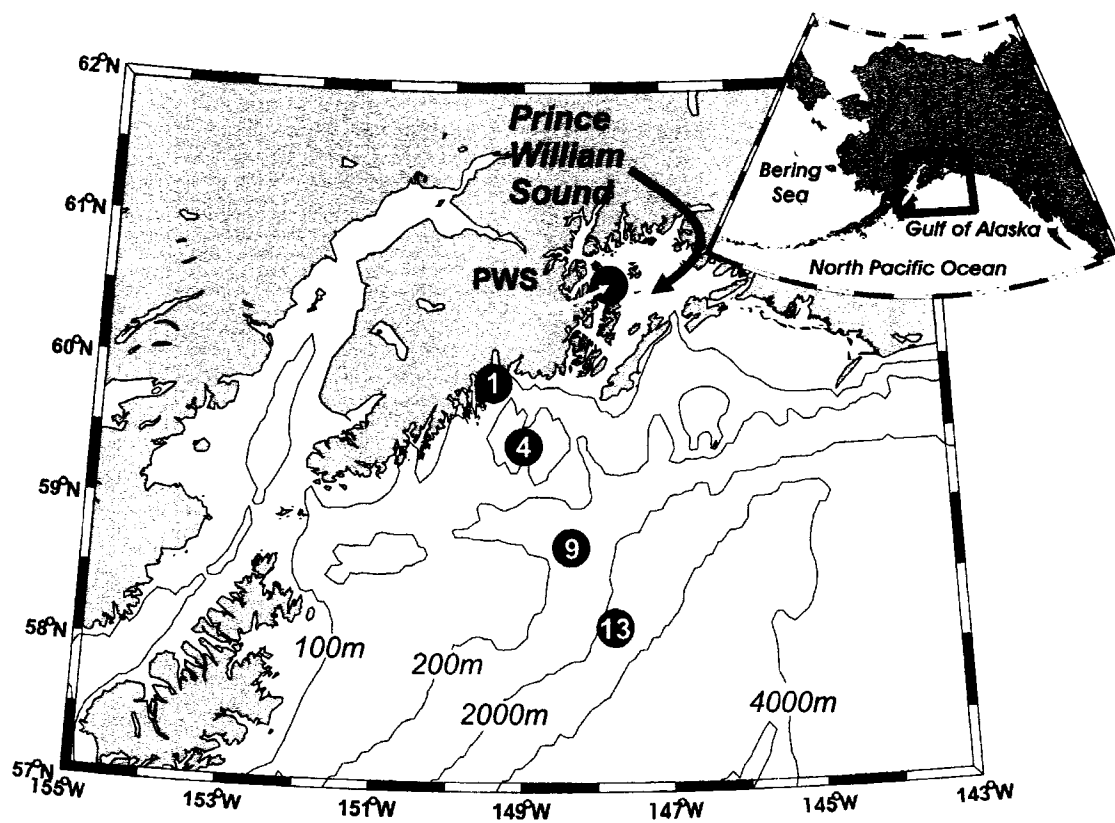 62°N
61°N
60°N
59°N
58°N
57°N
155°W
153°W
151°W
149°W
147°W
145°W
143°W
Prince
William
Sound
PWS
1
4
9
13
100m
200m
2000m
4000m
Bering
Sea
Gulf of Alaska
North Pacific Ocean